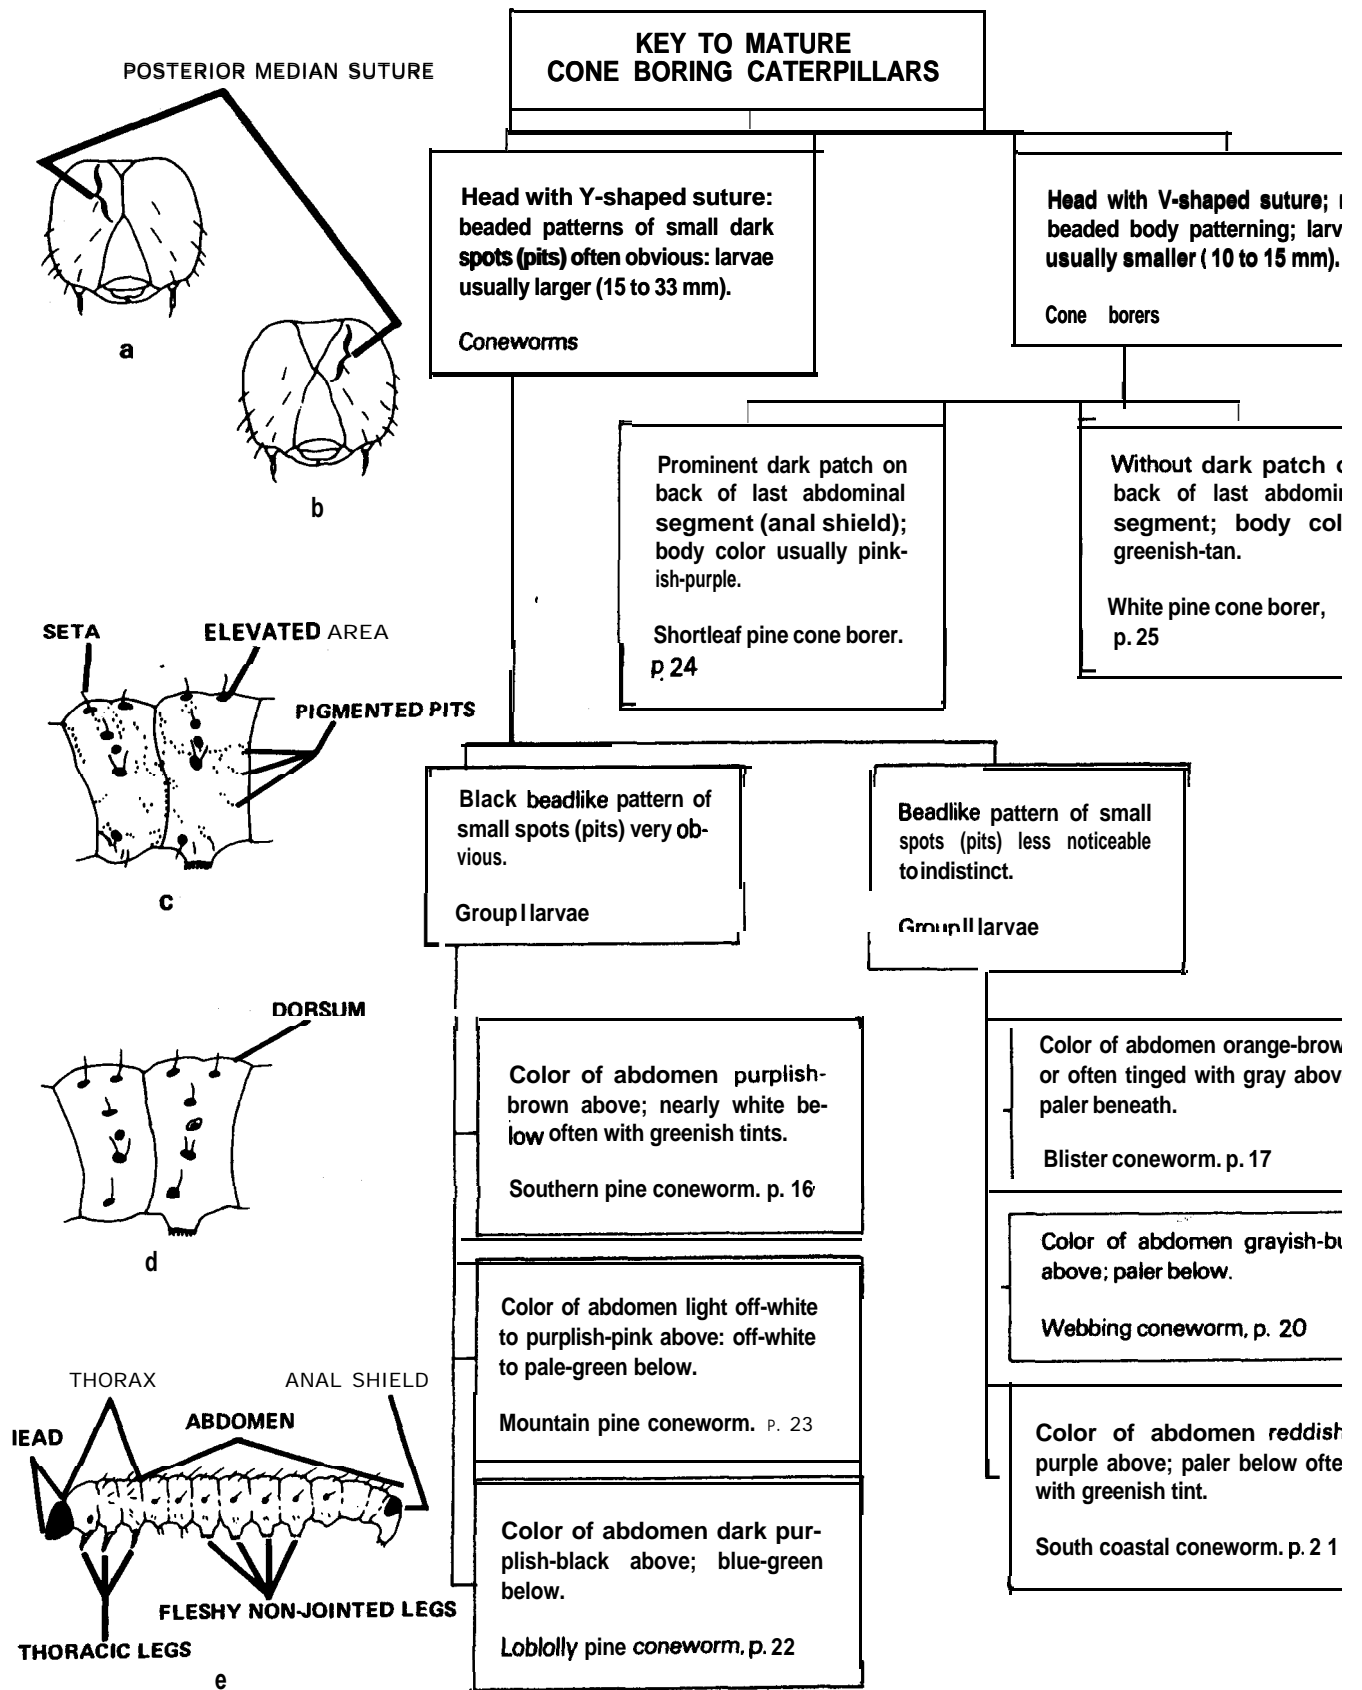 KEY TO MATURE
CONE BORING CATERPILLARS
POSTERIOR MEDIAN SUTURE
a
b
Head with Y-shaped suture:
beaded patterns of small dark
spots (pits) often obvious: larvae
usually larger (15 to 33 mm).
Coneworms
Head with V-shaped suture;
beaded body patterning;
usually smaller (10 to 15 mm).
Cone borers
Prominent dark patch on
back of last abdominal
segment (anal shield);
body color usually pink-
ish-purple.
Shortleaf pine cone borer.
p. 24
Without dark patch
back of last
segment; body
greenish-tan.
White pine cone borer,
p. 25
SETA
ELEVATED AREA
PIGMENTED PITS
c
Black beadlike pattern of
small spots (pits) very ob-
vious.
Group I larvae
Beadlike pattern of small
spots (pits) less noticeable
to indistinct.
Group II larvae
DORSUM
d
Color of abdomen purplish-
brown above; nearly white be-
low often with greenish tints.
Southern pine coneworm. p. 16
Color of abdomen light off-white
to purplish-pink above: off-white
to pale-green below.
Mountain pine coneworm. P. 23
Color of abdomen dark pur-
plish-black above; blue-green
below.
Loblolly pine coneworm, p. 22
Color of abdomen
or often tinged with gray
paler beneath.
Blister coneworm. p. 17
Color of abdomen
above; paler below.
Webbing coneworm, p. 20
Color of abdomen reddish
purple above; paler below
with greenish tint.
South coastal coneworm. p. 2 1
THORAX
ANAL SHIELD
IEAD
ABDOMEN
FLESHY NON-JOINTED LEGS
THORACIC LEGS
e